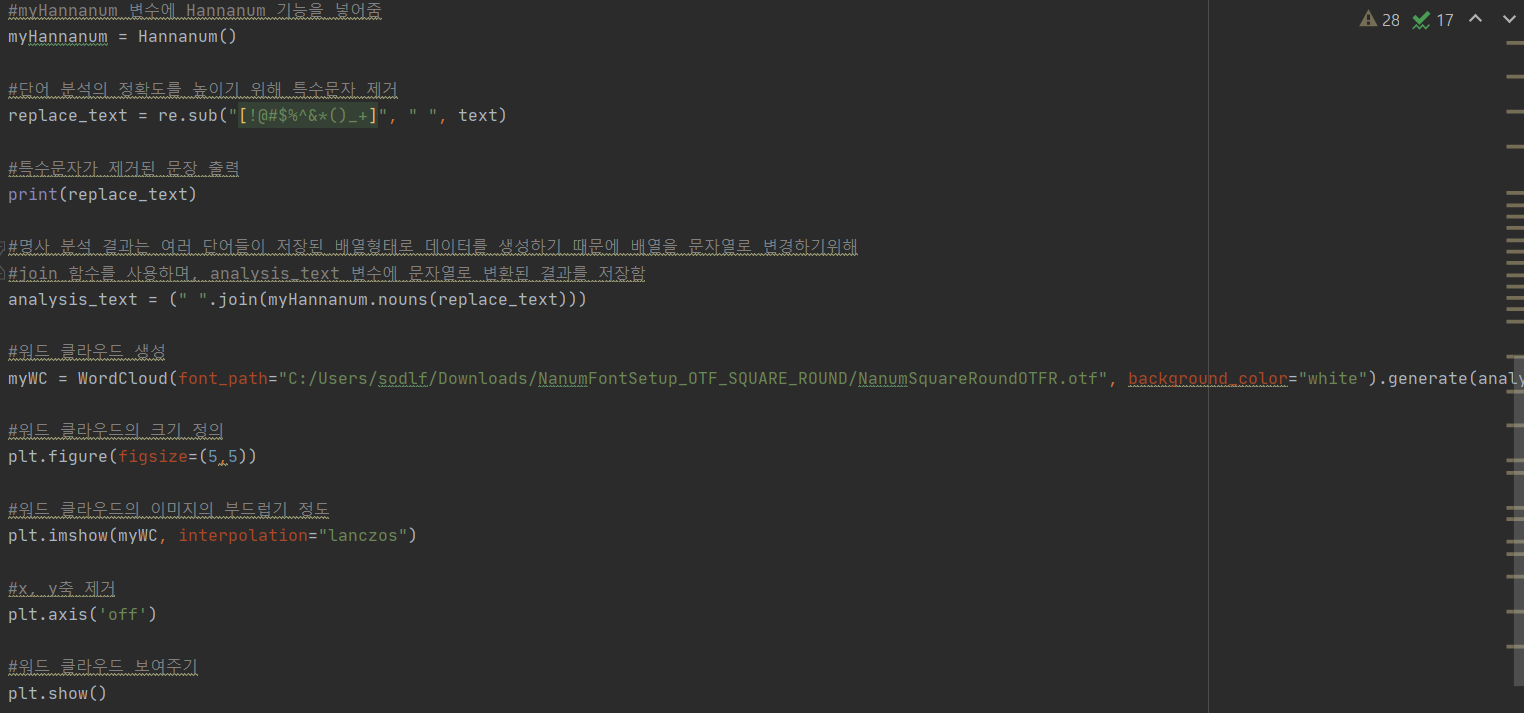 #myHannanum 변수에 Hannanum 기능을 넣어줌
28 17
myHannanum = Hannanum()
#단어 분석의 정확도를 높이기 위해 특수문자 제거
replace_text = re.sub("[!@#$%^&*()_+]", " ", text)
#특수문자가 제거된 문장 출력
print(replace_text)
#명사 분석 결과는 여러 단어들이 저장된 배열형태로 데이터를 생성하기 때문에 배열을 문자열로 변경하기위해
#join 함수를 사용하며, analysis_text 변수에 문자열로 변환된 결과를 저장함
analysis_text = (" ".join(myHannanum.nouns(replace_text)))
#워드 클라우드 생성
myWC = WordCloud(font_path="C:/Users/sodlf/Downloads/NanumFontSetup_OTF_SQUARE_ROUND/NanumSquareRoundOTFR.otf", background_color="white").generate(analy
#워드 클라우드의 크기 정의
plt.figure(figsize=(5,5))
#워드 클라우드의 이미지의 부드럽기 정도
plt.imshow(myWC, interpolation="lanczos")
#x, y축 제거
plt.axis('off')
#워드 클라우드 보여주기
plt.show()